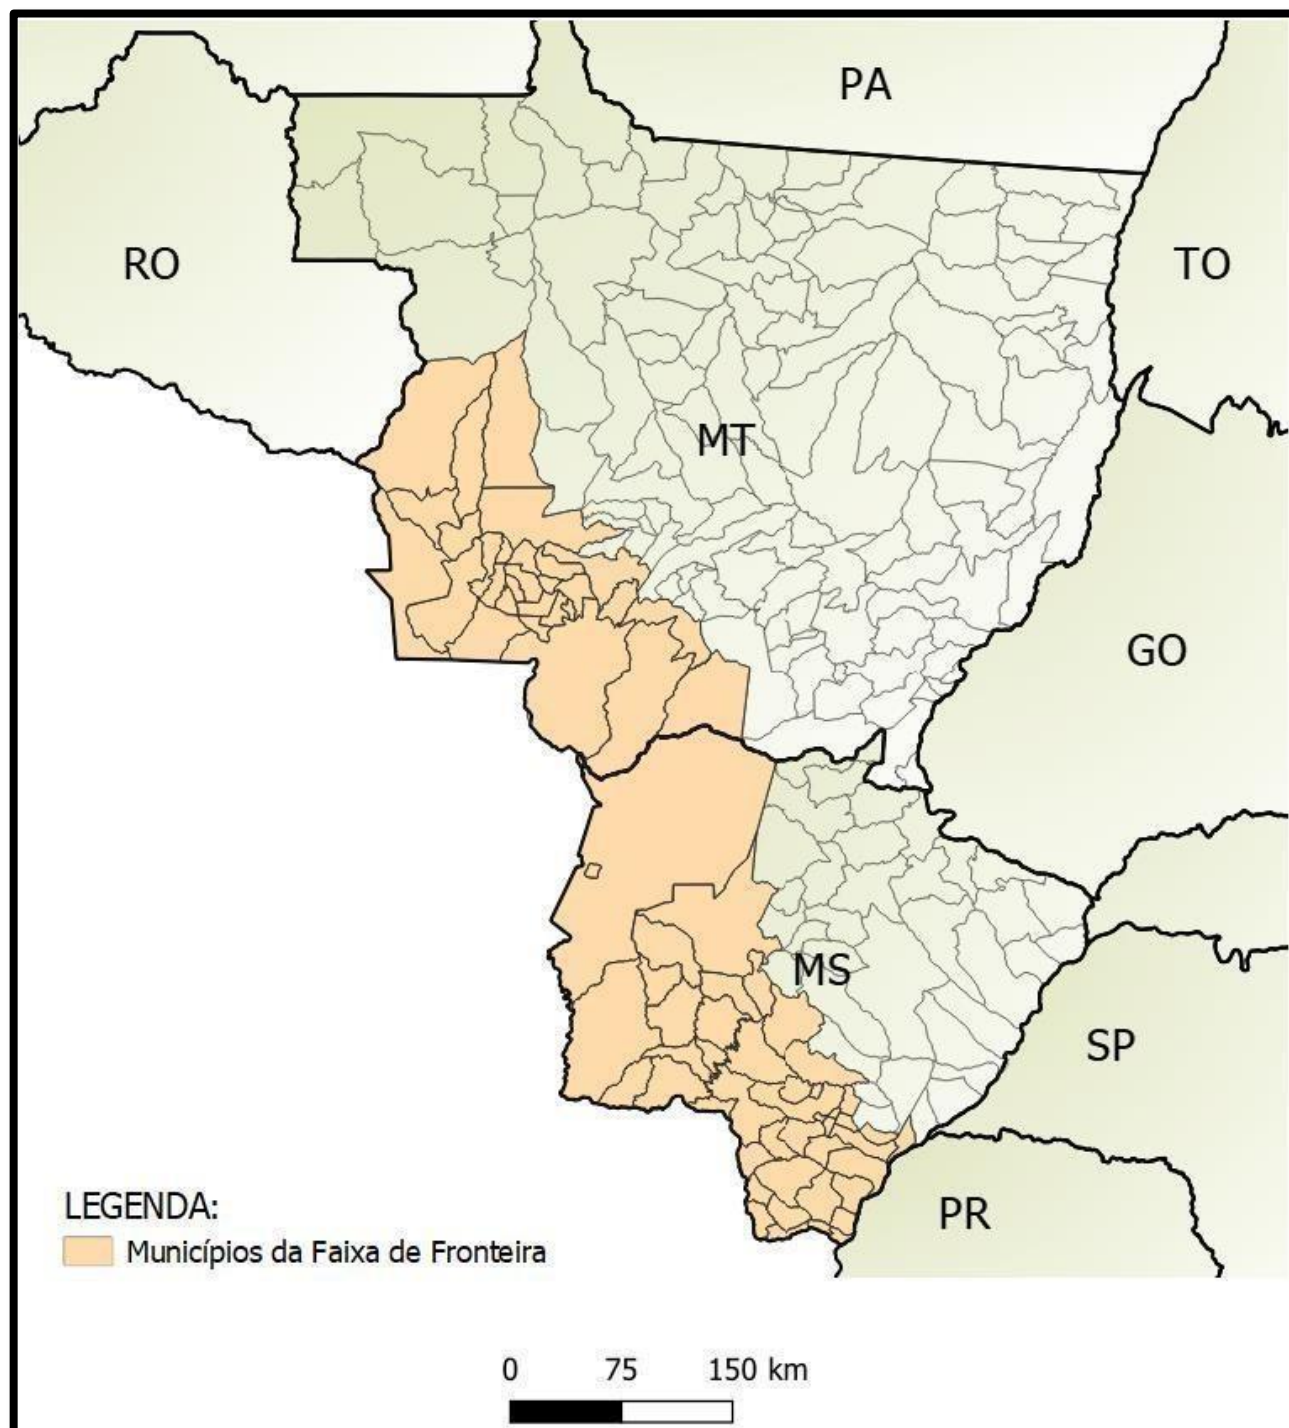 PA
RO
TO
MT
GO
MS
SP
LEGENDA:
PR
Municípios da Faixa de Fronteira
0 75 150 km